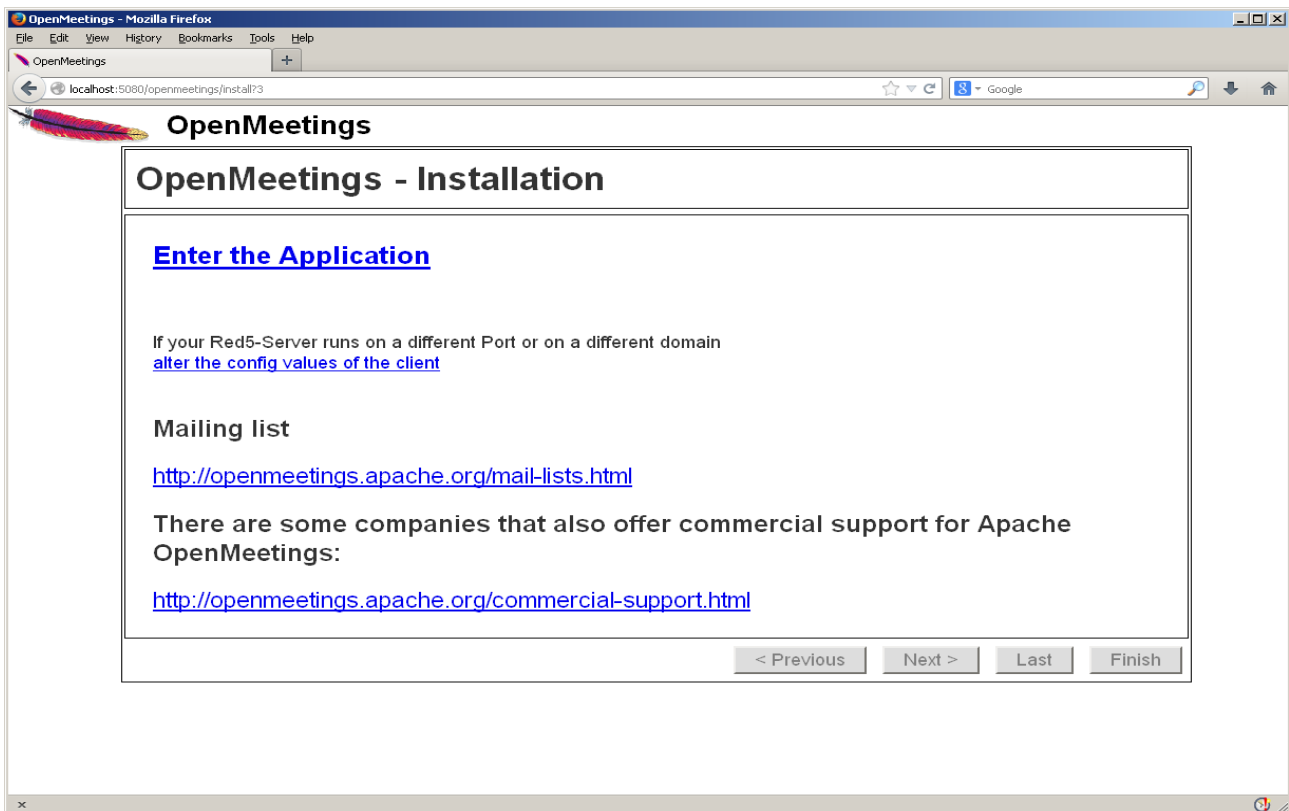 OpenMeetings - Mozilla Firefox
File Edit View History Bookmarks Tools Help
OpenMeetings +
localhost:5080/openmeetings/install?3 8 Google
OpenMeetings
OpenMeetings - Installation
Enter the Application
If your Red5-Server runs on a different Port or on a different domain
alter the config values of the client
Mailing list
http://openmeetings.apache.org/mail-lists.html
There are some companies that also offer commercial support for Apache
OpenMeetings:
http://openmeetings.apache.org/commercial-support.html
< Previous Next > Last Finish
x